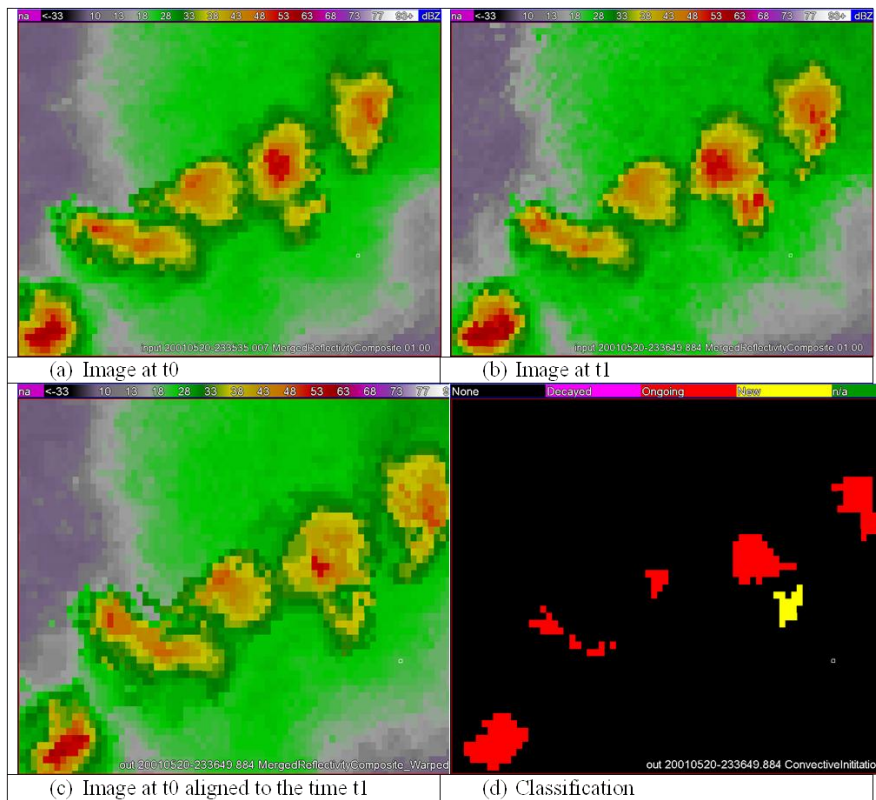 na <-33 10 13 18 28 33 38 43 48 53 63 68 73 77 93+ dBZ
na <-33 10 13 18 28 33 38 43 48 53 63 68 73 77 93+ dBZ
input 20010520-233535.007 MergedReflectivityComposite 01.00
input 20010520-233649.884 MergedReflectivityComposite 01.00
(a) Image at t0
(b) Image at t1
na <-33 10 13 18 28 33 38 43 48 53 63 68 73 77 9
None Decayed Ongoing New n/a
out 20010520-233649.884 MergedReflectivityComposite_Warped
out 20010520-233649.884 ConvectiveInititatio
(c) Image at t0 aligned to the time t1
(d) Classification